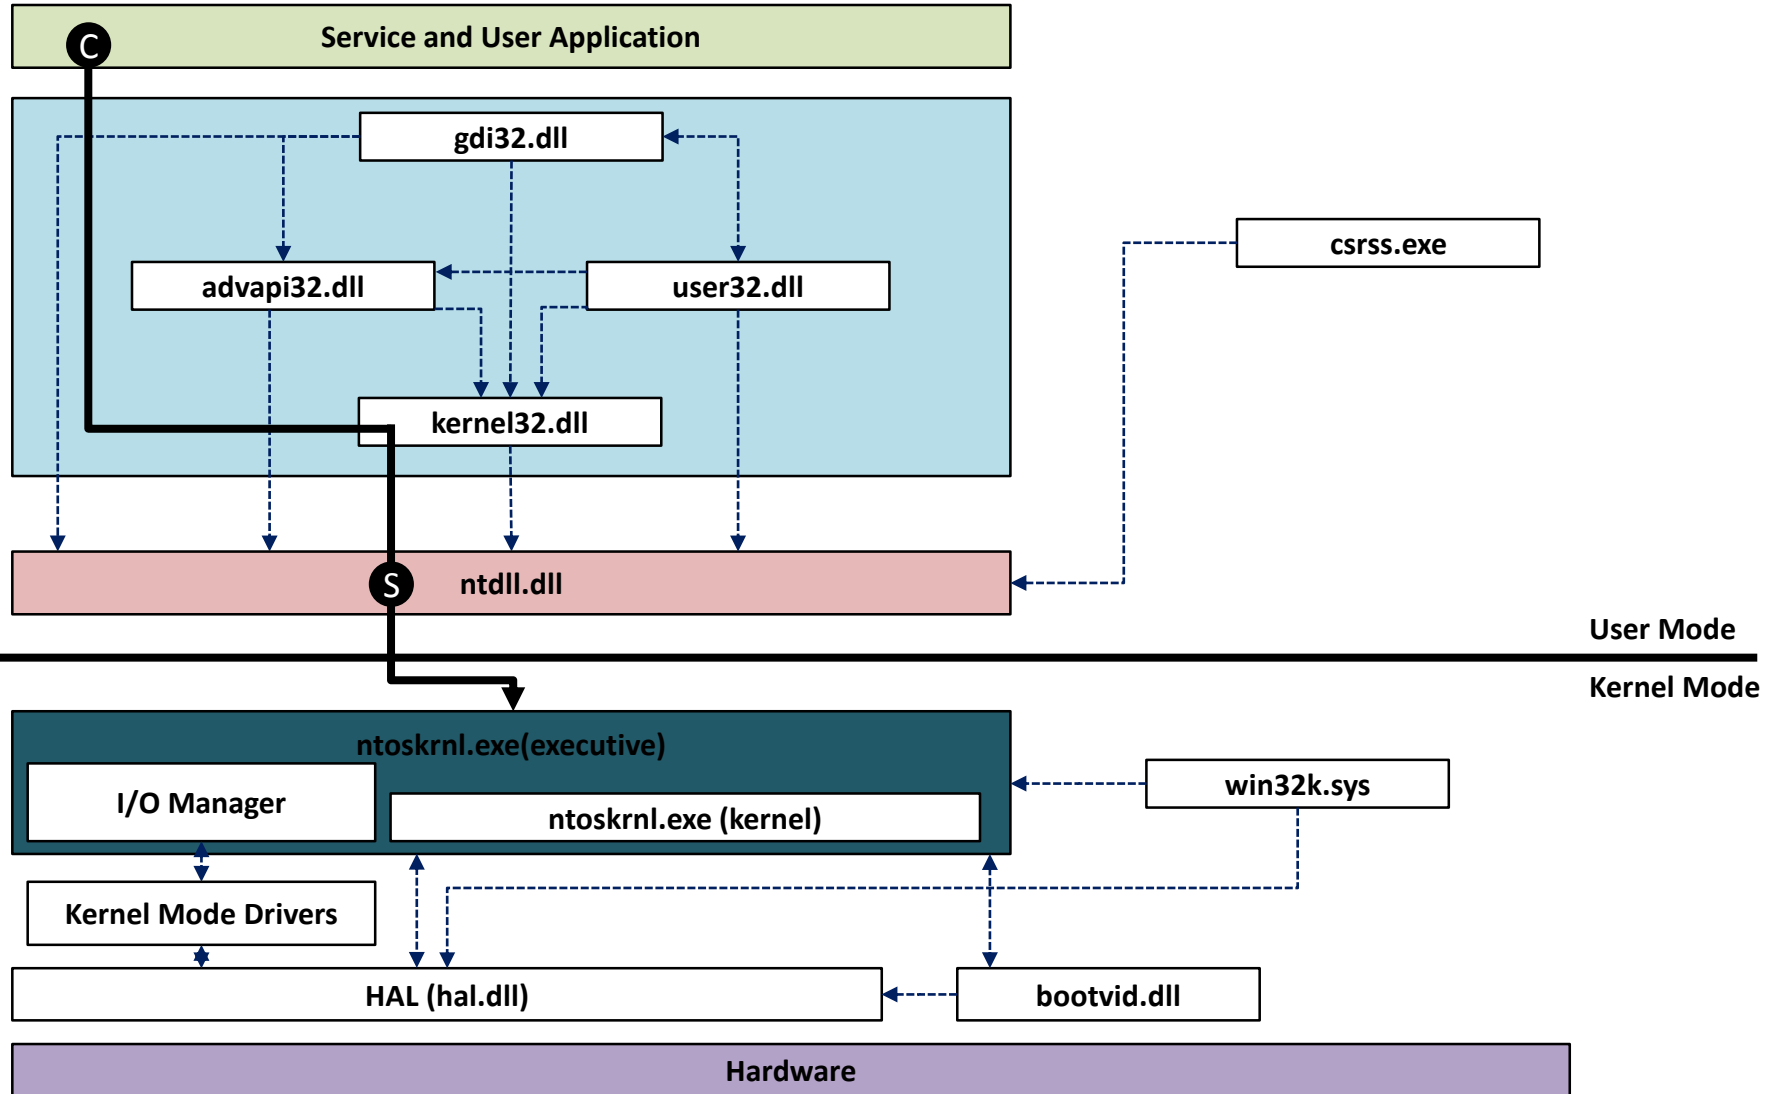 C
Service and User Application
gdi32.dll
csrss.exe
advapi32.dll
user32.dll
kernel32.dll
S
ntdll.dll
User Mode
Kernel Mode
ntoskrnl.exe(executive)
I/O Manager
win32k.sys
ntoskrnl.exe (kernel)
Kernel Mode Drivers
HAL (hal.dll)
bootvid.dll
Hardware